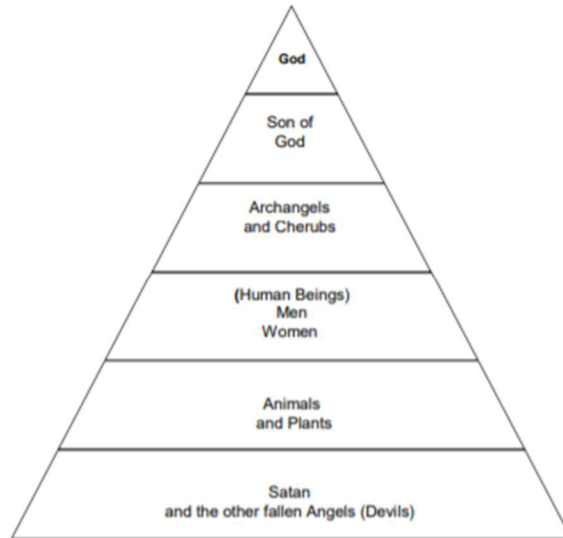 God
Son of
God
Archangels
and Cherubs
(Human Beings)
Men
Women
Animals
and Plants
Satan
and the other fallen Angels (Devils)